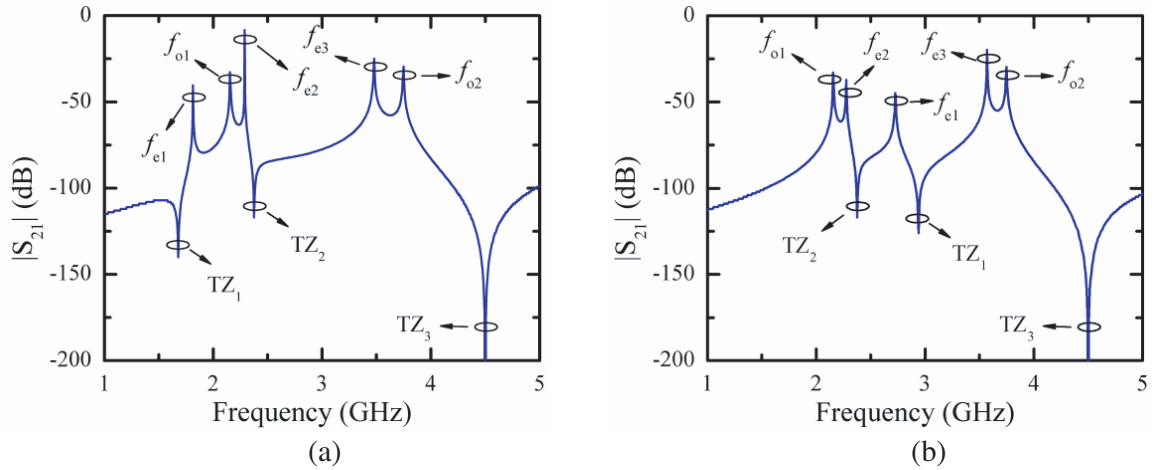 0
-50
-100
-150
-200
|S21| (dB)
fe1
fo1
fe2
fe3
fo2
TZ1
TZ2
TZ3
1 2 3 4 5
Frequency (GHz)
(a)
0
-50
-100
-150
-200
|S21| (dB)
fo1
fe2
fe1
fe3
fo2
TZ2
TZ1
TZ3
1 2 3 4 5
Frequency (GHz)
(b)